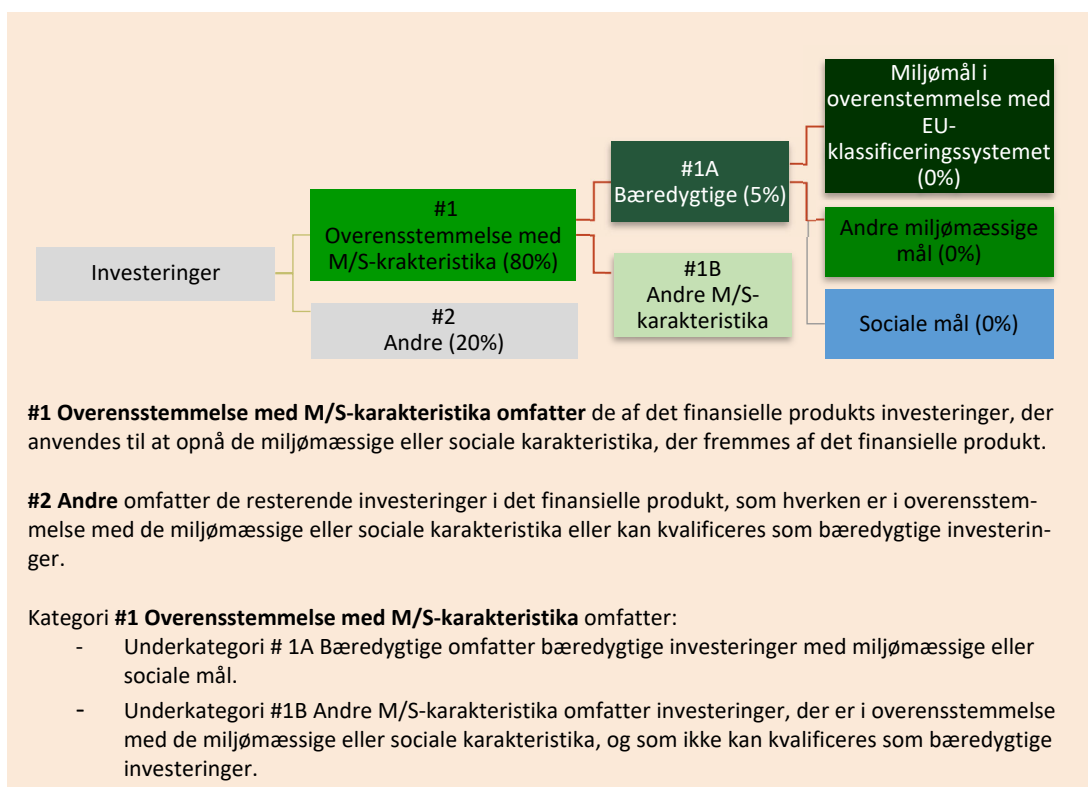 Investeringer
#1
Overensstemmelse med
M/S-krakteristika (80%)
#2
Andre (20%)
#1A
Bæredygtige (5%)
#1B
Andre M/S-
karakteristika
Miljømål i
overenstemmelse med
EU-
klassificeringssystemet
(0%)
Andre miljømæssige
mål (0%)
Sociale mål (0%)
#1 Overensstemmelse med M/S-karakteristika omfatter de af det finansielle produkts investeringer, der
anvendes til at opnå de miljømæssige eller sociale karakteristika, der fremmes af det finansielle produkt.
#2 Andre omfatter de resterende investeringer i det finansielle produkt, som hverken er i overensstem-
melse med de miljømæssige eller sociale karakteristika eller kan kvalificeres som bæredygtige investerin-
ger.
Kategori #1 Overensstemmelse med M/S-karakteristika omfatter:
- Underkategori # 1A Bæredygtige omfatter bæredygtige investeringer med miljømæssige eller
sociale mål.
- Underkategori #1B Andre M/S-karakteristika omfatter investeringer, der er i overensstemmelse
med de miljømæssige eller sociale karakteristika, og som ikke kan kvalificeres som bæredygtige
investeringer.